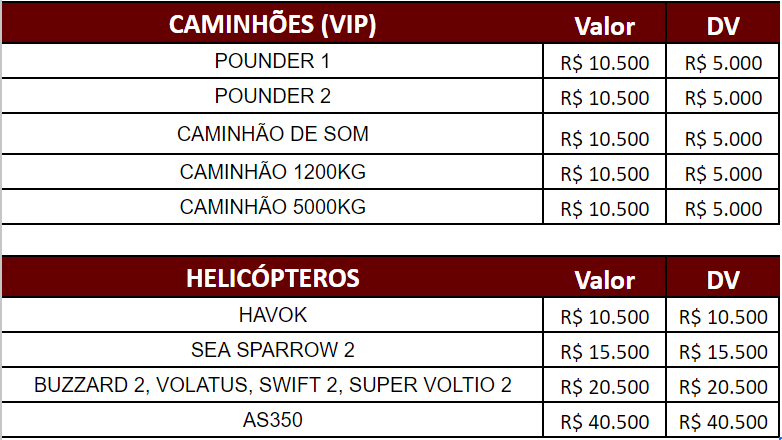 CAMINHÕES (VIP) Valor DV
POUNDER 1 R$ 10.500 R$ 5.000
POUNDER 2 R$ 10.500 R$ 5.000
CAMINHÃO DE SOM R$ 10.500 R$ 5.000
CAMINHÃO 1200KG R$ 10.500 R$ 5.000
CAMINHÃO 5000KG R$ 10.500 R$ 5.000
HELICÓPTEROS Valor DV
HAVOK R$ 10.500 R$ 10.500
SEA SPARROW 2 R$ 15.500 R$ 15.500
BUZZARD 2, VOLATUS, SWIFT 2, SUPER VOLTIO 2 R$ 20.500 R$ 20.500
AS350 R$ 40.500 R$ 40.500